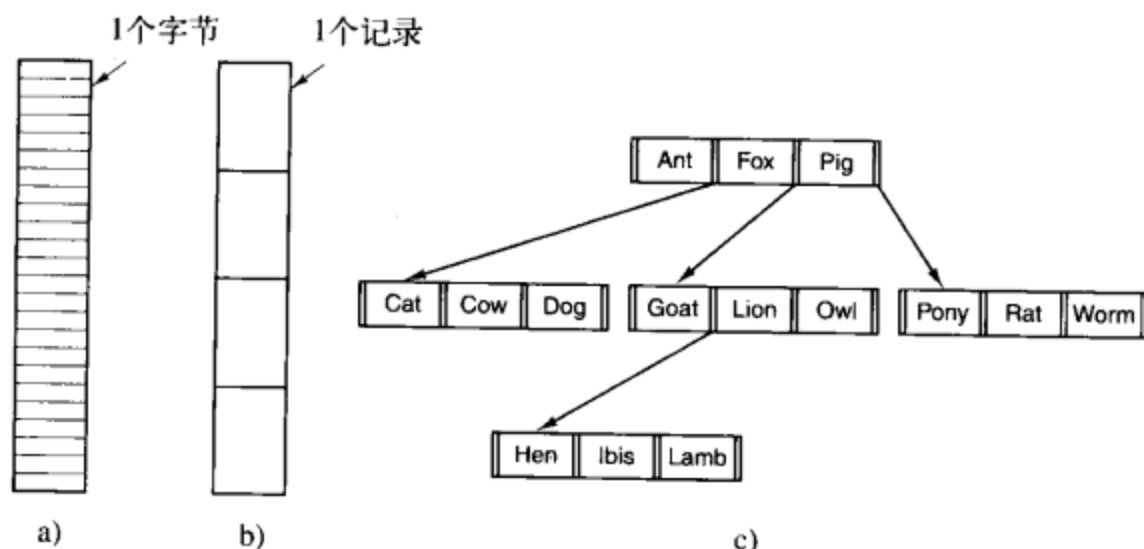 1个字节
1个记录
Ant Fox Pig
Cat Cow Dog
Goat Lion Owl
Pony Rat Worm
Hen Ibis Lamb
a)
b)
c)